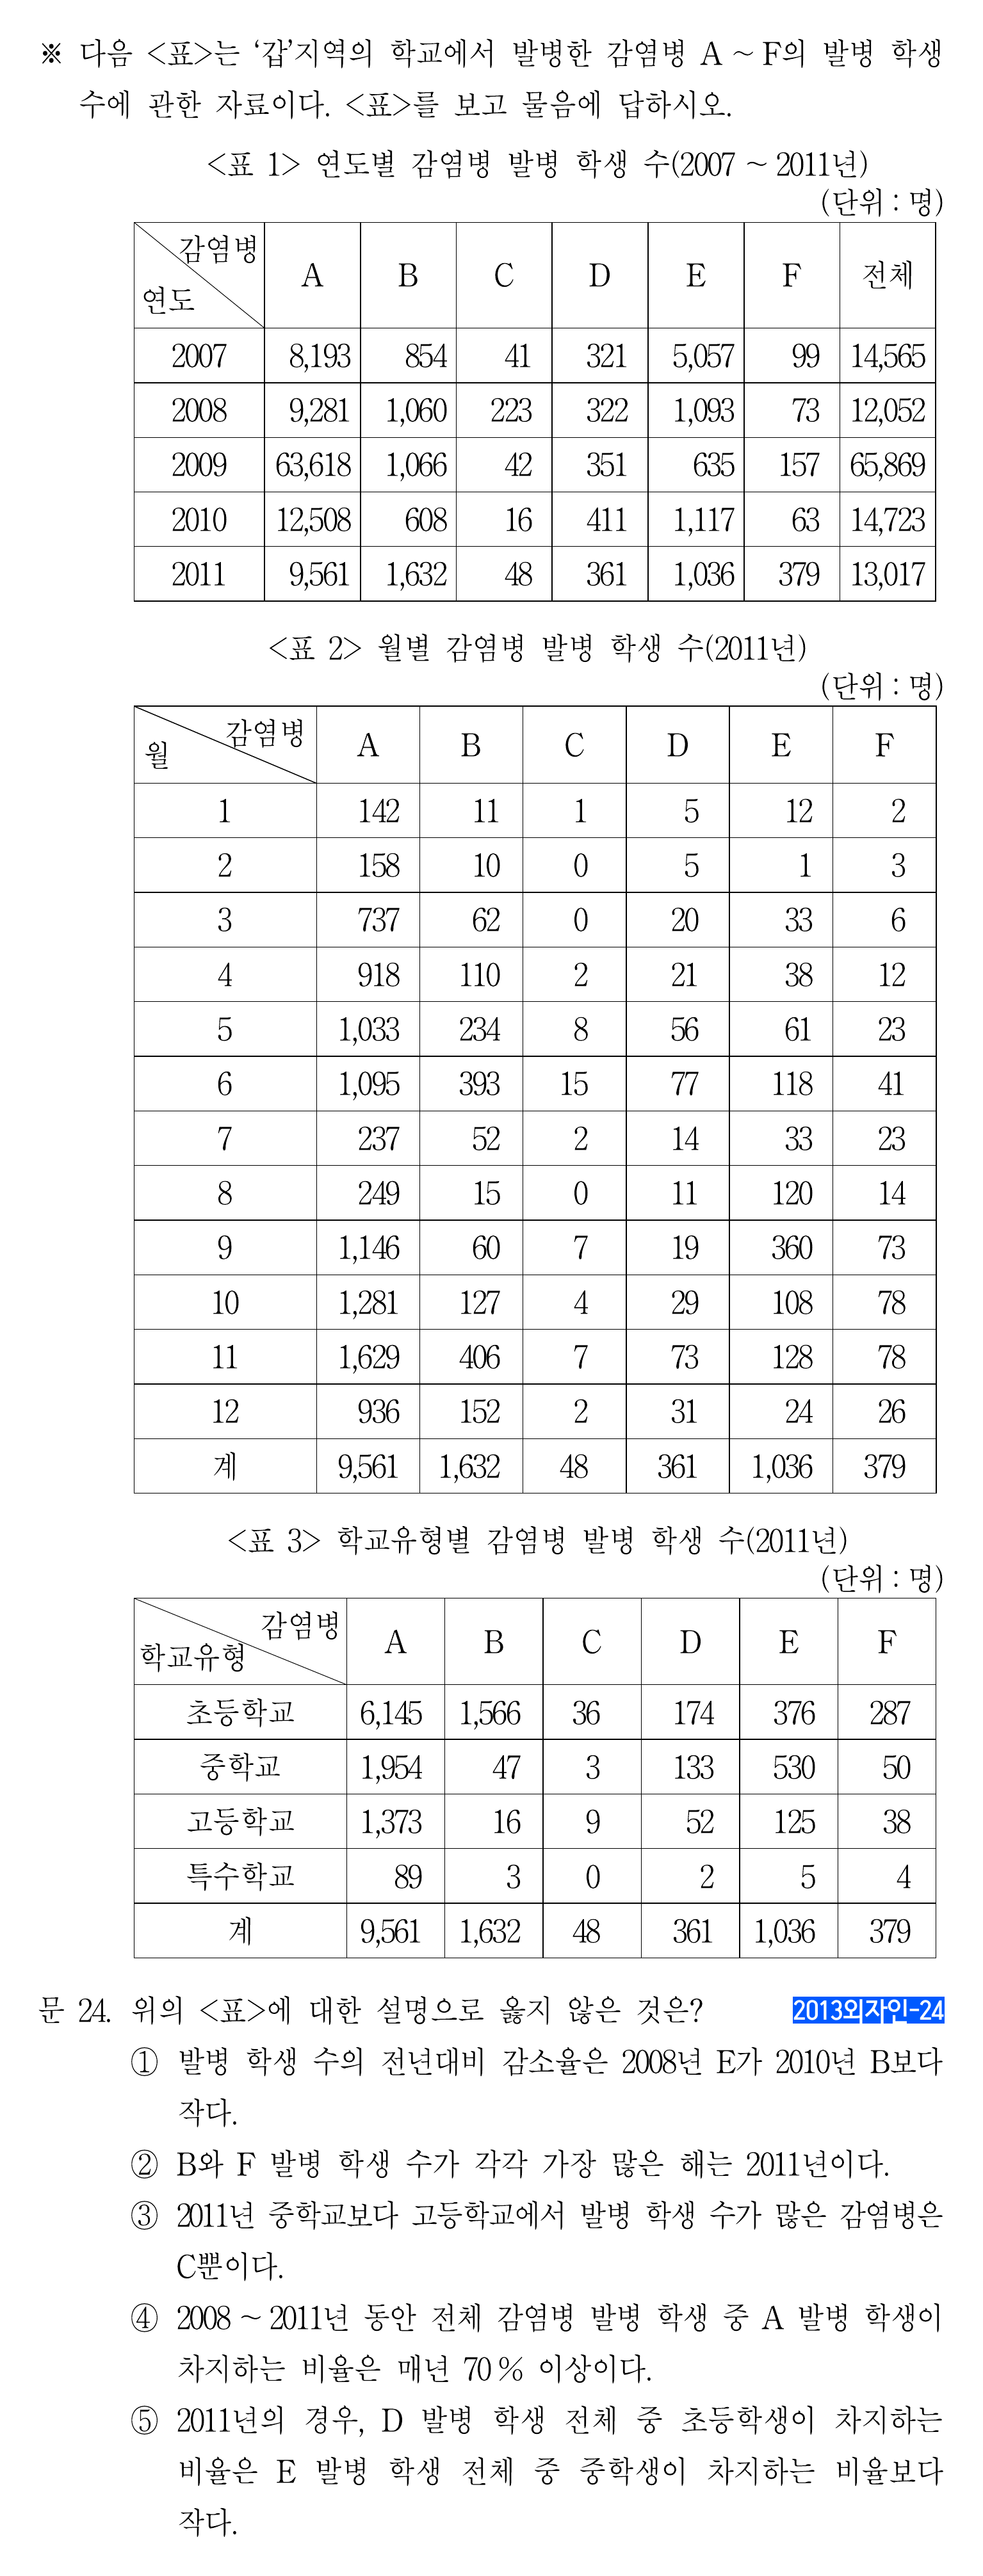 ※ 다음 <표>는 ‘갑’지역의 학교에서 발병한 감염병 A ~ F의 발병 학생
수에 관한 자료이다. <표>를 보고 물음에 답하시오.
<표 1> 연도별 감염병 발병 학생 수(2007 ~ 2011년)
(단위 : 명)
감염병
연도
A B C D E F 전체
2007 8,193 854 41 321 5,057 99 14,565
2008 9,281 1,060 223 322 1,093 73 12,052
2009 63,618 1,066 42 351 635 157 65,869
2010 12,508 608 16 411 1,117 63 14,723
2011 9,561 1,632 48 361 1,036 379 13,017
<표 2> 월별 감염병 발병 학생 수(2011년)
(단위 : 명)
감염병
월
A B C D E F
1 142 11 1 5 12 2
2 158 10 0 5 1 3
3 737 62 0 20 33 6
4 918 110 2 21 38 12
5 1,033 234 8 56 61 23
6 1,095 393 15 77 118 41
7 237 52 2 14 33 23
8 249 15 0 11 120 14
9 1,146 60 7 19 360 73
10 1,281 127 4 29 108 78
11 1,629 406 7 73 128 78
12 936 152 2 31 24 26
계 9,561 1,632 48 361 1,036 379
<표 3> 학교유형별 감염병 발병 학생 수(2011년)
(단위 : 명)
감염병
학교유형
A B C D E F
초등학교 6,145 1,566 36 174 376 287
중학교 1,954 47 3 133 530 50
고등학교 1,373 16 9 52 125 38
특수학교 89 3 0 2 5 4
계 9,561 1,632 48 361 1,036 379
문 24. 위의 <표>에 대한 설명으로 옳지 않은 것은? 2013외자인-24
① 발병 학생 수의 전년대비 감소율은 2008년 E가 2010년 B보다
작다.
② B와 F 발병 학생 수가 각각 가장 많은 해는 2011년이다.
③ 2011년 중학교보다 고등학교에서 발병 학생 수가 많은 감염병은
C뿐이다.
④ 2008 ~ 2011년 동안 전체 감염병 발병 학생 중 A 발병 학생이
차지하는 비율은 매년 70 % 이상이다.
⑤ 2011년의 경우, D 발병 학생 전체 중 초등학생이 차지하는
비율은 E 발병 학생 전체 중 중학생이 차지하는 비율보다
작다.